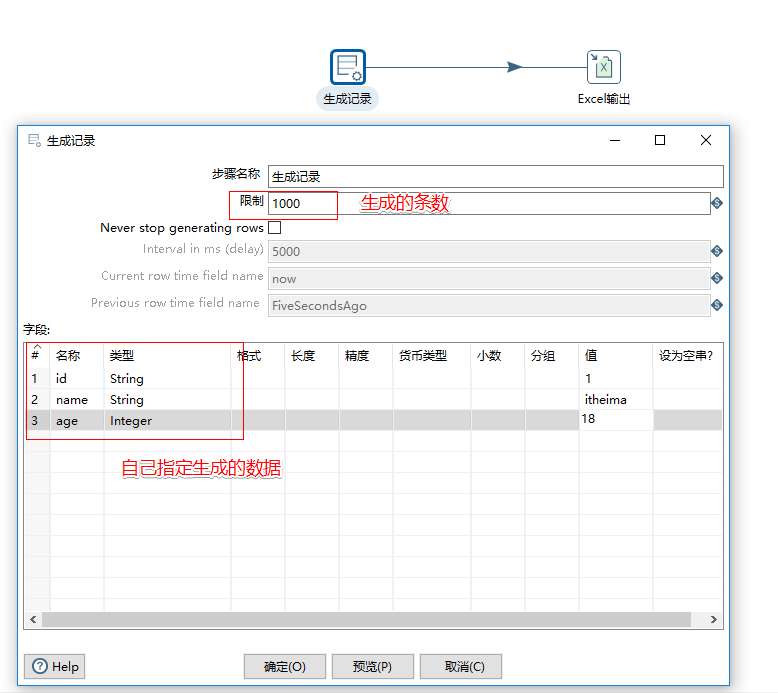 生成记录
Excel输出
生成记录
步骤名称 生成记录
限制 1000 生成的条数
Never stop generating rows
Interval in ms (delay) 5000
Current row time field name now
Previous row time field name FiveSecondsAgo
字段:
# 名称 类型 格式 长度 精度 货币类型 小数 分组 值 设为空串?
1 id String 1
2 name String itheima
3 age Integer 18
自己指定生成的数据
Help 确定(O) 预览(P) 取消(C)